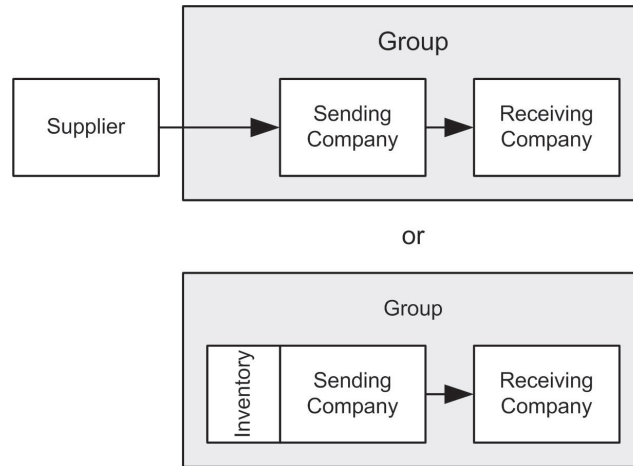 Group
Supplier
Sending
Company
Receiving
Company
or
Group
Inventory
Sending
Company
Receiving
Company